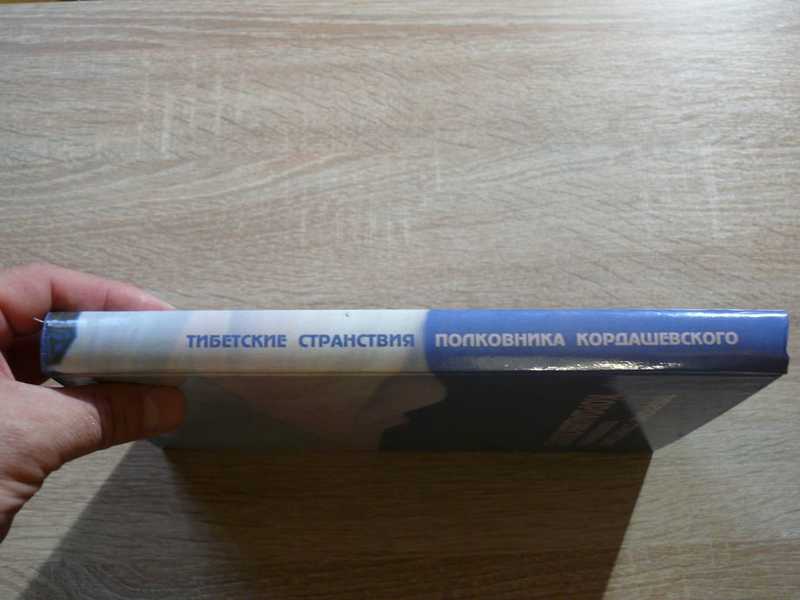 ТИБЕТСКИЕ СТРАНСТВИЯ ПОЛКОВНИКА КОРДАШЕВСКОГО